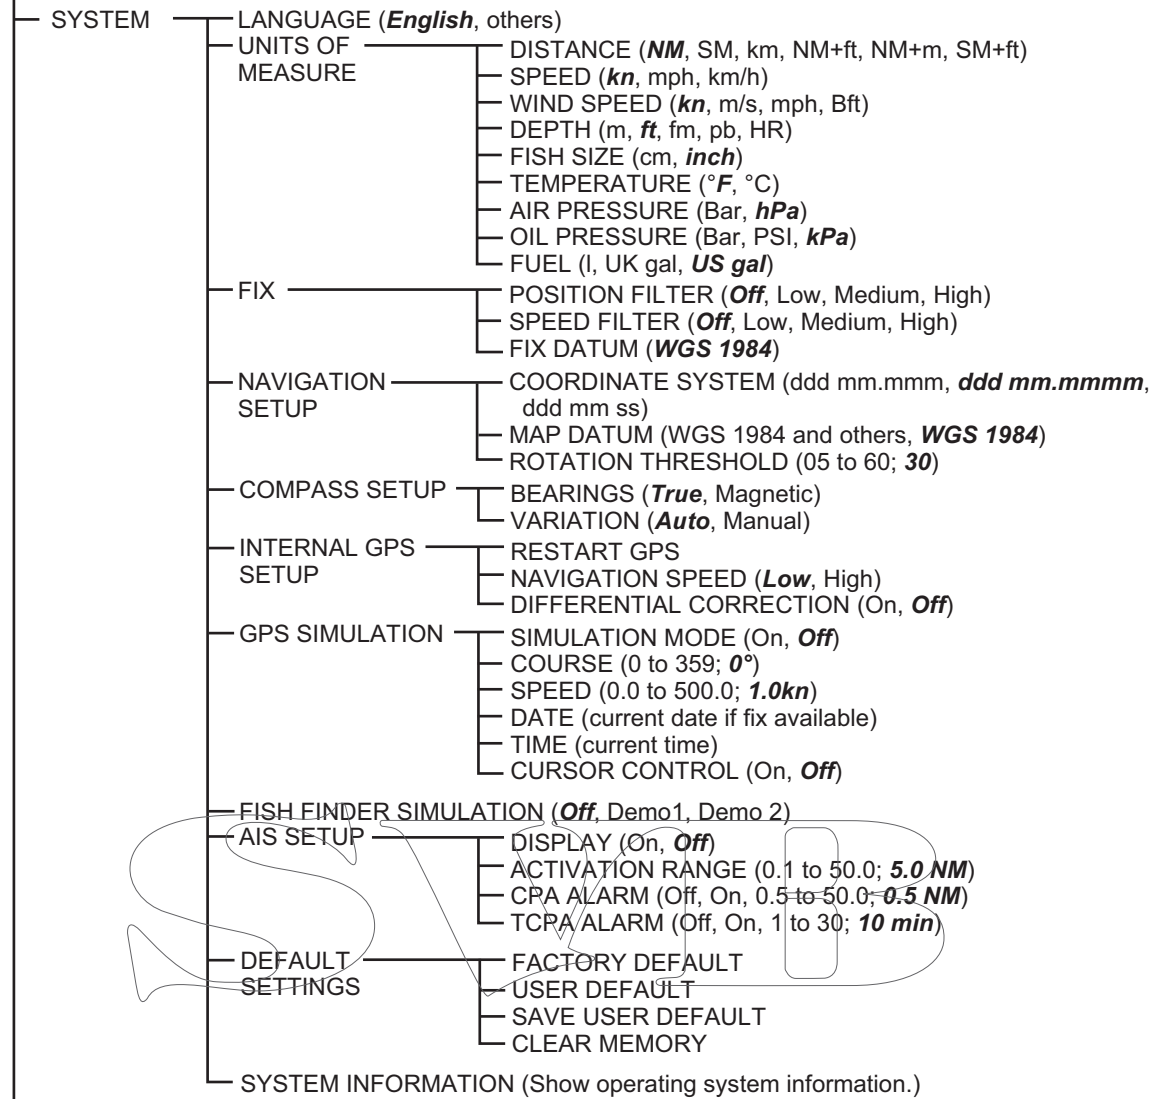 SYSTEM
LANGUAGE (English, others)
UNITS OF
MEASURE
DISTANCE (NM, SM, km, NM+ft, NM+m, SM+ft)
SPEED (kn, mph, km/h)
WIND SPEED (kn, m/s, mph, Bft)
DEPTH (m, ft, fm, pb, HR)
FISH SIZE (cm, inch)
TEMPERATURE (°F, °C)
AIR PRESSURE (Bar, hPa)
OIL PRESSURE (Bar, PSI, kPa)
FUEL (l, UK gal, US gal)
FIX
POSITION FILTER (Off, Low, Medium, High)
SPEED FILTER (Off, Low, Medium, High)
FIX DATUM (WGS 1984)
NAVIGATION
SETUP
COORDINATE SYSTEM (ddd mm.mmm, ddd mm.mmmm,
ddd mm ss)
MAP DATUM (WGS 1984 and others, WGS 1984)
ROTATION THRESHOLD (05 to 60; 30)
COMPASS SETUP
BEARINGS (True, Magnetic)
VARIATION (Auto, Manual)
INTERNAL GPS
SETUP
RESTART GPS
NAVIGATION SPEED (Low, High)
DIFFERENTIAL CORRECTION (On, Off)
GPS SIMULATION
SIMULATION MODE (On, Off)
COURSE (0 to 359; 0°)
SPEED (0.0 to 500.0; 1.0kn)
DATE (current date if fix available)
TIME (current time)
CURSOR CONTROL (On, Off)
FISH FINDER SIMULATION (Off, Demo1, Demo 2)
AIS SETUP
DISPLAY (On, Off)
ACTIVATION RANGE (0.1 to 50.0; 5.0 NM)
CPA ALARM (Off, On, 0.5 to 50.0; 0.5 NM)
TCPA ALARM (Off, On, 1 to 30; 10 min)
DEFAULT
SETTINGS
FACTORY DEFAULT
USER DEFAULT
SAVE USER DEFAULT
CLEAR MEMORY
SYSTEM INFORMATION (Show operating system information.)
SVB